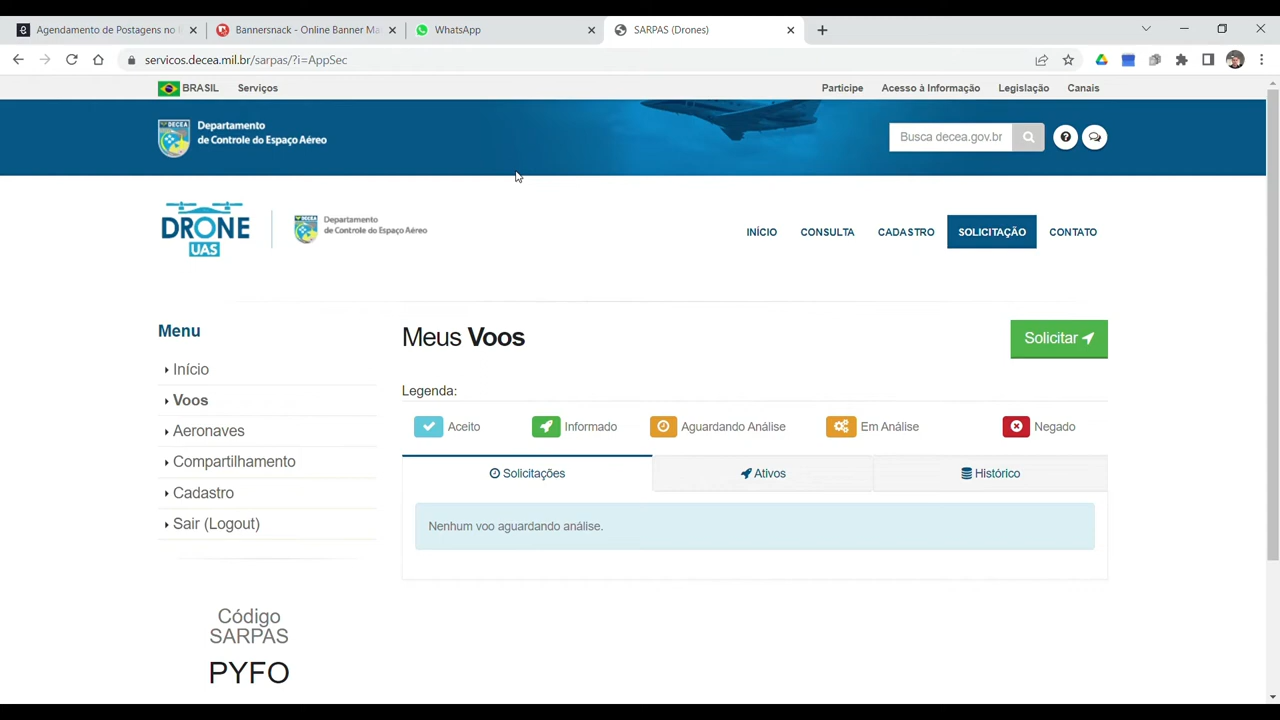 Agendamento de Postagens no
Bannersnack - Online Banner Ma
WhatsApp
SARPAS (Drones)
servicos.decea.mil.br/sarpas/?i=AppSec
BRASIL
Serviços
Participe
Acesso à Informação
Legislação
Canais
DECEA
Departamento
de Controle do Espaço Aéreo
Busca decea.gov.br
DRONE
UAS
Departamento
de Controle do Espaço Aéreo
INÍCIO
CONSULTA
CADASTRO
SOLICITAÇÃO
CONTATO
Menu
Início
Voos
Aeronaves
Compartilhamento
Cadastro
Sair (Logout)
Código
SARPAS
PYFO
Meus Voos
Solicitar
Legenda:
Aceito
Informado
Aguardando Análise
Em Análise
Negado
Solicitações
Ativos
Histórico
Nenhum voo aguardando análise.